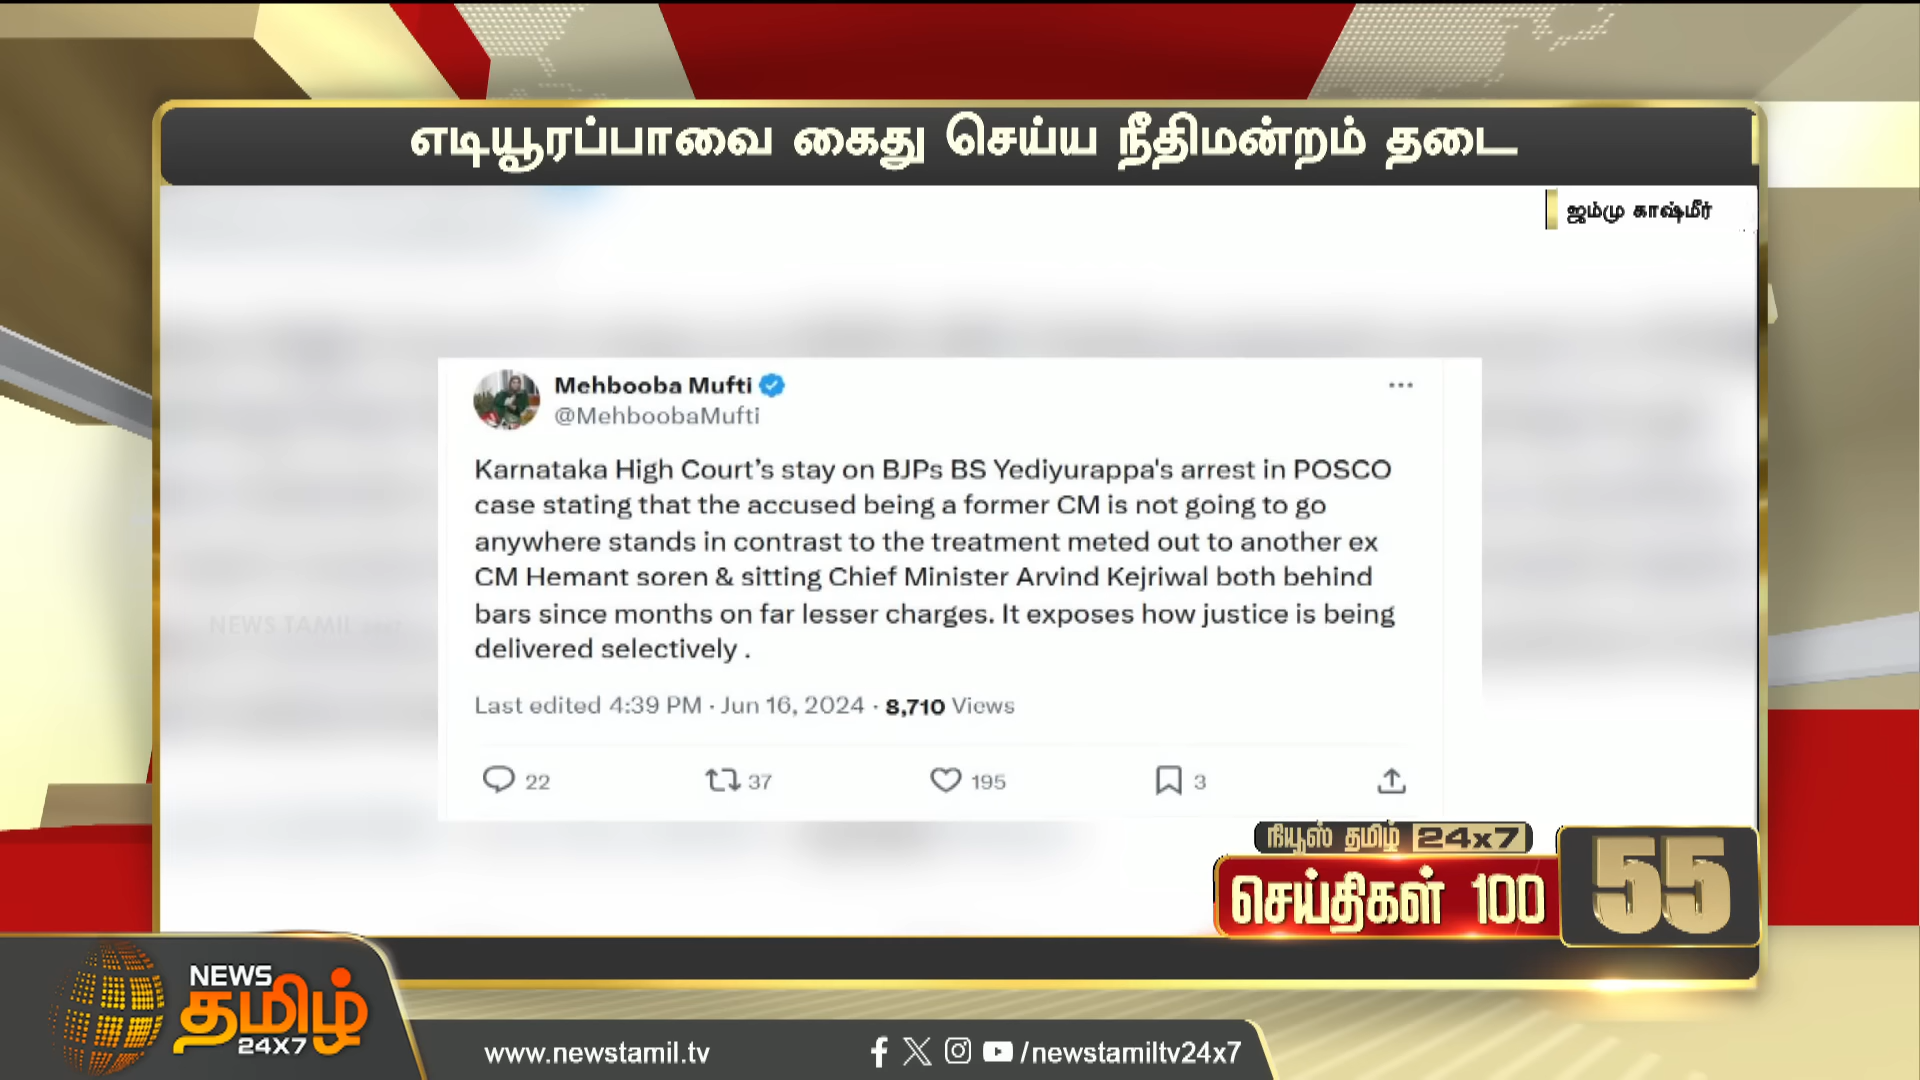 எடியூரப்பாவை கைது செய்ய நீதிமன்றம் தடை
ஜம்மு காஷ்மீர்
Mehbooba Mufti
@MehboobaMufti
Karnataka High Court’s stay on BJPs BS Yediyurappa's arrest in POSCO
case stating that the accused being a former CM is not going to go
anywhere stands in contrast to the treatment meted out to another ex
CM Hemant soren & sitting Chief Minister Arvind Kejriwal both behind
bars since months on far lesser charges. It exposes how justice is being
delivered selectively .
Last edited 4:39 PM · Jun 16, 2024 · 8,710 Views
22 37 195 3
NEWS TAMIL
நியூஸ் தமிழ் 24x7
செய்திகள் 100 55
NEWS
தமிழ்
24X7
www.newstamil.tv /newstamiltv24x7